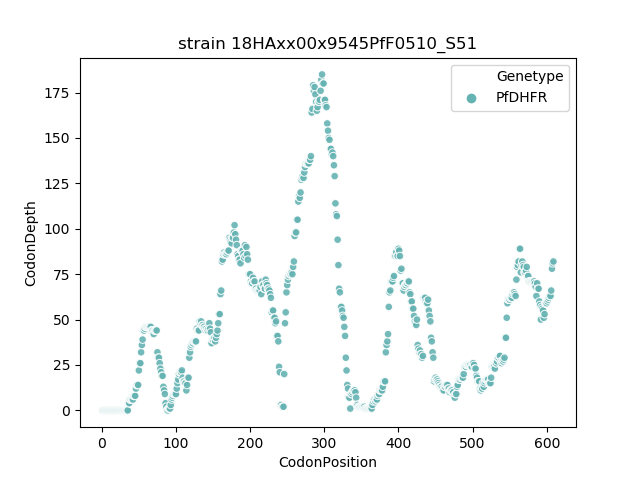 strain 18HAxx00x9545PfF0510_S51
Genetype
PfDHFR
CodonDepth
175
150
125
100
75
50
25
0
0 100 200 300 400 500 600
CodonPosition